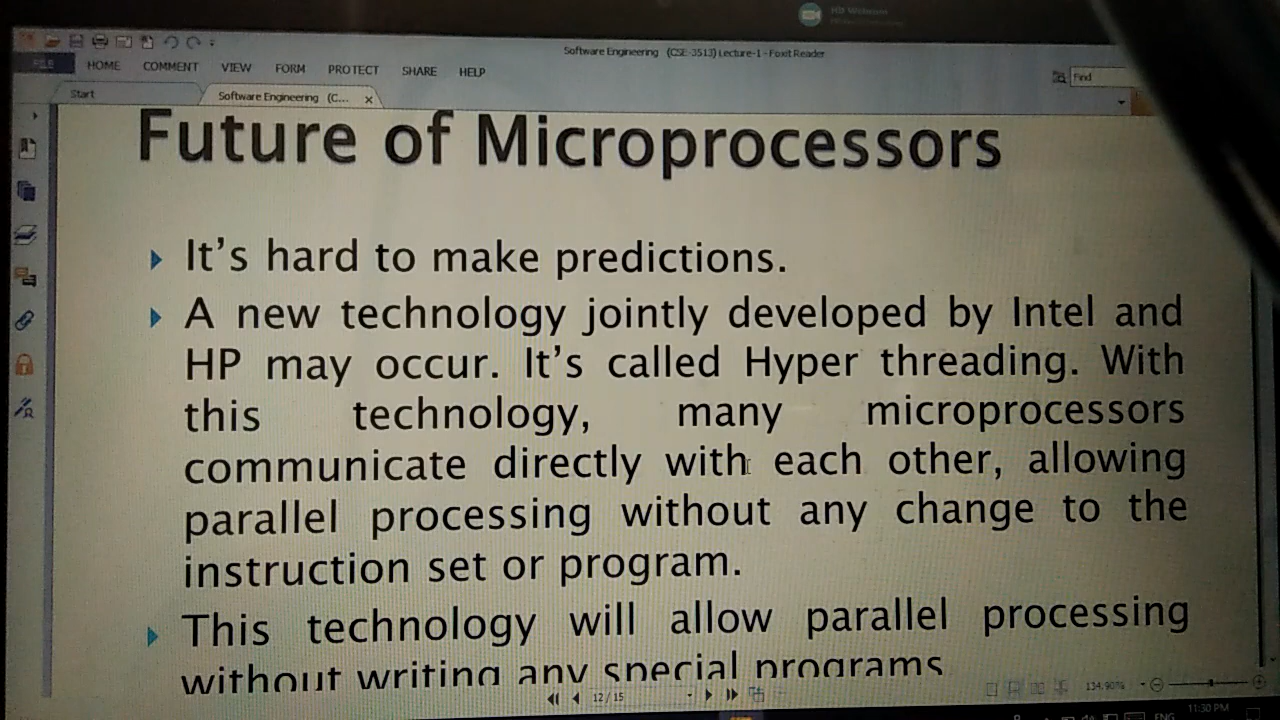 Software Engineering (CSE-3513) Lecture-1 - Foxit Reader
FILE HOME COMMENT VIEW FORM PROTECT SHARE HELP
Find
Start
Software Engineering (C...
Future of Microprocessors
It's hard to make predictions.
A new technology jointly developed by Intel and
HP may occur. It's called Hyper threading. With
this technology, many microprocessors
communicate directly with each other, allowing
parallel processing without any change to the
instruction set or program.
This technology will allow parallel processing
without writing any special programs
12 / 15
134.90%
ENG
11:30 PM